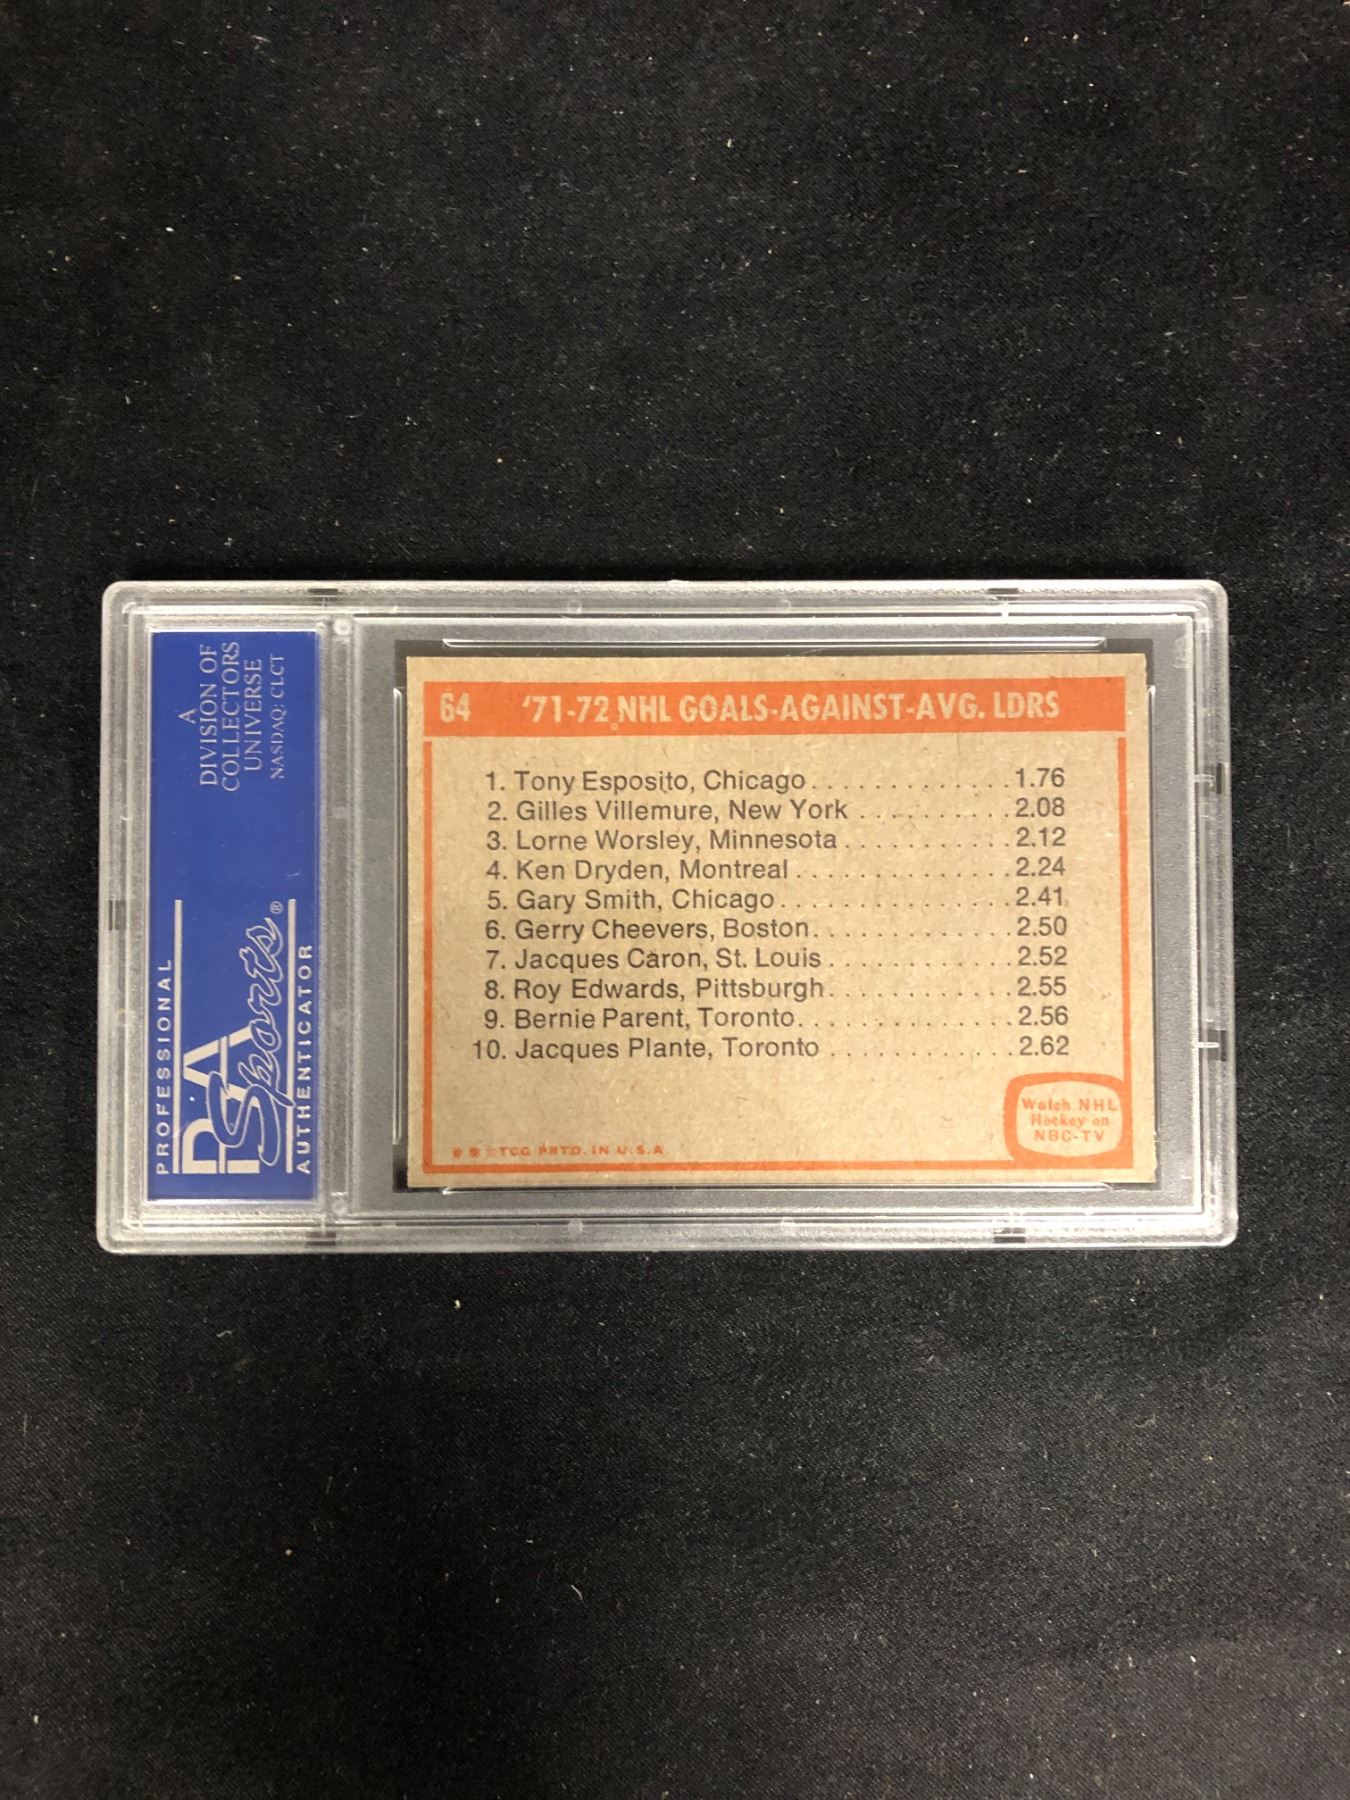 A
DIVISION OF
COLLECTORS
UNIVERSE
NASDAQ: CLCT
PROFESSIONAL
PSA
Sports®
AUTHENTICATOR
64 '71-72 NHL GOALS-AGAINST-AVG. LDRS
1. Tony Esposito, Chicago . . . . . . . . . . . . . 1.76
2. Gilles Villemure, New York . . . . . . . . . . 2.08
3. Lorne Worsley, Minnesota . . . . . . . . . . . 2.12
4. Ken Dryden, Montreal . . . . . . . . . . . . . . 2.24
5. Gary Smith, Chicago . . . . . . . . . . . . . . . 2.41
6. Gerry Cheevers, Boston . . . . . . . . . . . . . 2.50
7. Jacques Caron, St. Louis . . . . . . . . . . . . 2.52
8. Roy Edwards, Pittsburgh . . . . . . . . . . . . 2.55
9. Bernie Parent, Toronto . . . . . . . . . . . . . . 2.56
10. Jacques Plante, Toronto . . . . . . . . . . . . 2.62
Watch NHL
Hockey on
NBC-TV
* * ©TCG PRTD. IN U.S.A.